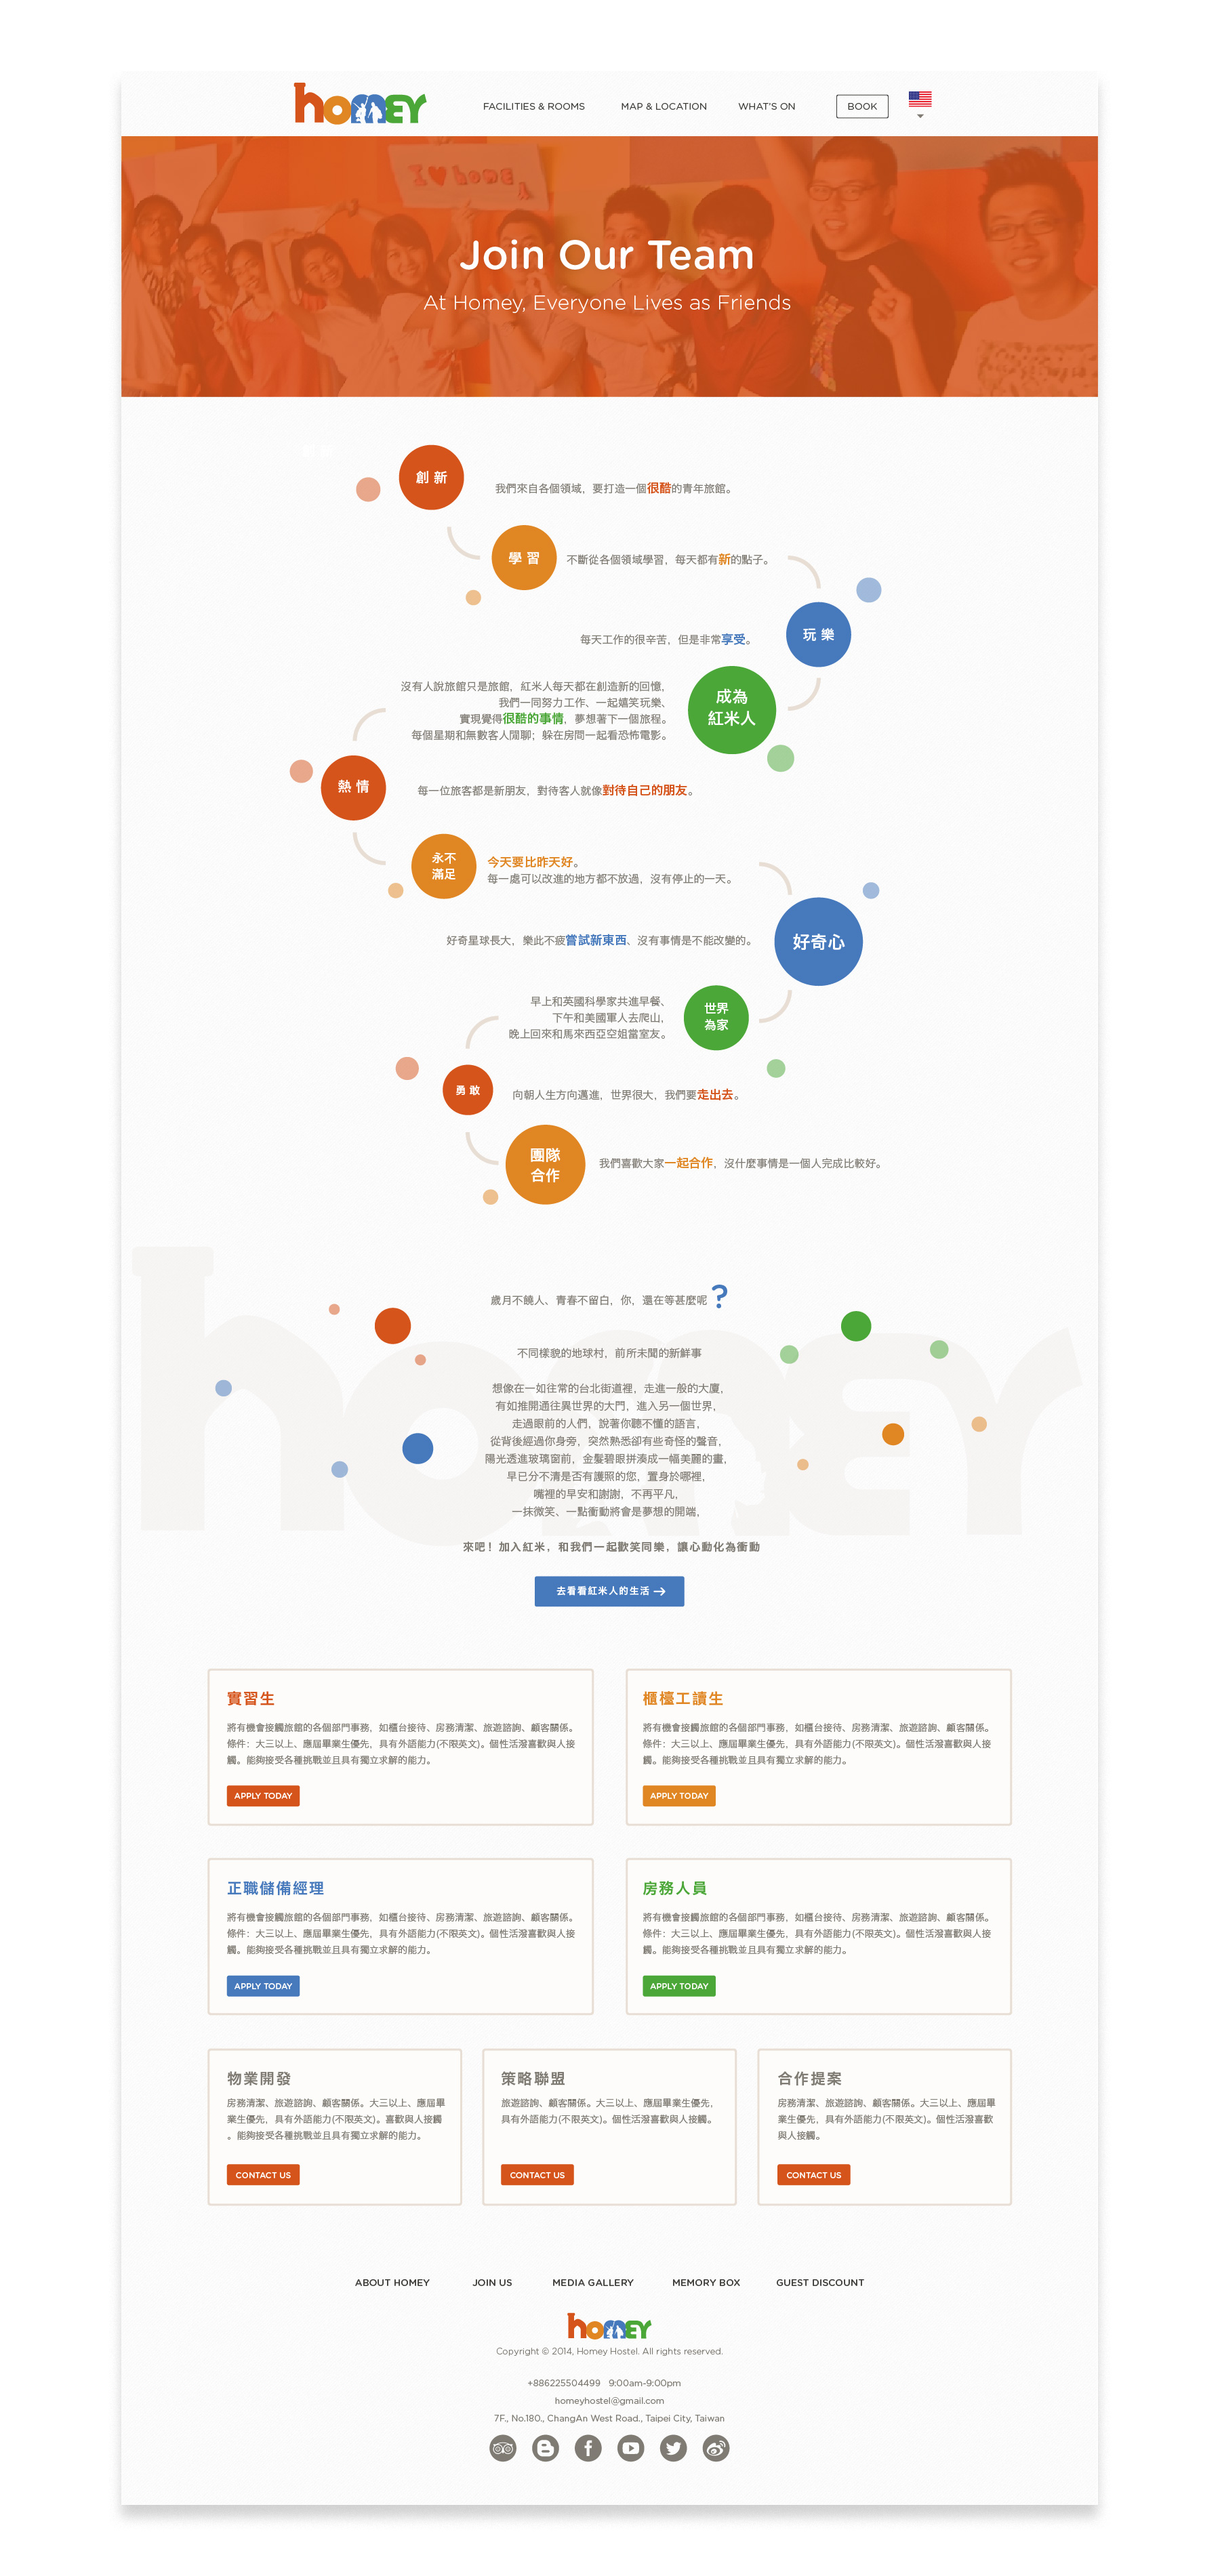 homey
FACILITIES & ROOMS
MAP & LOCATION
WHAT'S ON
BOOK
I ♥ home
Join Our Team
At Homey, Everyone Lives as Friends
創 新
我們來自各個領域，要打造一個很酷的青年旅館。
學 習
不斷從各個領域學習，每天都有新的點子。
玩 樂
每天工作的很辛苦，但是非常享受。
成為
紅米人
沒有人說旅館只是旅館，紅米人每天都在創造新的回憶，
我們一同努力工作、一起嬉笑玩樂、
實現覺得很酷的事情，夢想著下一個旅程。
每個星期和無數客人閒聊；躲在房間一起看恐怖電影。
熱 情
每一位旅客都是新朋友，對待客人就像對待自己的朋友。
永不
滿足
今天要比昨天好。
每一處可以改進的地方都不放過，沒有停止的一天。
好奇心
好奇星球長大，樂此不疲嘗試新東西、沒有事情是不能改變的。
世界
為家
早上和英國科學家共進早餐、
下午和美國軍人去爬山，
晚上回來和馬來西亞空姐當室友。
勇 敢
向朝人生方向邁進，世界很大，我們要走出去。
團隊
合作
我們喜歡大家一起合作，沒什麼事情是一個人完成比較好。
homey
歲月不饒人、青春不留白，你，還在等甚麼呢？
不同樣貌的地球村，前所未聞的新鮮事
想像在一如往常的台北街道裡，走進一般的大廈，
有如推開通往異世界的大門，進入另一個世界，
走過眼前的人們，說著你聽不懂的語言，
從背後經過你身旁，突然熟悉卻有些奇怪的聲音，
陽光透進玻璃窗前，金髮碧眼拼湊成一幅美麗的畫，
早已分不清是否有護照的您，置身於哪裡，
嘴裡的早安和謝謝，不再平凡，
一抹微笑、一點衝動將會是夢想的開端，
來吧！加入紅米，和我們一起歡笑同樂，讓心動化為衝動
去看看紅米人的生活 →
實習生
將有機會接觸旅館的各個部門事務，如櫃台接待、房務清潔、旅遊諮詢、顧客關係。
條件：大三以上、應屆畢業生優先，具有外語能力(不限英文)。個性活潑喜歡與人接
觸。能夠接受各種挑戰並且具有獨立求解的能力。
APPLY TODAY
櫃檯工讀生
將有機會接觸旅館的各個部門事務，如櫃台接待、房務清潔、旅遊諮詢、顧客關係。
條件：大三以上、應屆畢業生優先，具有外語能力(不限英文)。個性活潑喜歡與人接
觸。能夠接受各種挑戰並且具有獨立求解的能力。
APPLY TODAY
正職儲備經理
將有機會接觸旅館的各個部門事務，如櫃台接待、房務清潔、旅遊諮詢、顧客關係。
條件：大三以上、應屆畢業生優先，具有外語能力(不限英文)。個性活潑喜歡與人接
觸。能夠接受各種挑戰並且具有獨立求解的能力。
APPLY TODAY
房務人員
將有機會接觸旅館的各個部門事務，如櫃台接待、房務清潔、旅遊諮詢、顧客關係。
條件：大三以上、應屆畢業生優先，具有外語能力(不限英文)。個性活潑喜歡與人接
觸。能夠接受各種挑戰並且具有獨立求解的能力。
APPLY TODAY
物業開發
房務清潔、旅遊諮詢、顧客關係。大三以上、應屆畢
業生優先，具有外語能力(不限英文)。喜歡與人接觸
。能夠接受各種挑戰並且具有獨立求解的能力。
CONTACT US
策略聯盟
旅遊諮詢、顧客關係。大三以上、應屆畢業生優先，
具有外語能力(不限英文)。個性活潑喜歡與人接觸。
CONTACT US
合作提案
房務清潔、旅遊諮詢、顧客關係。大三以上、應屆畢
業生優先，具有外語能力(不限英文)。個性活潑喜歡
與人接觸。
CONTACT US
ABOUT HOMEY
JOIN US
MEDIA GALLERY
MEMORY BOX
GUEST DISCOUNT
homey
Copyright © 2014, Homey Hostel. All rights reserved.
+886225504499 9:00am-9:00pm
homeyhostel@gmail.com
7F., No.180., ChangAn West Road., Taipei City, Taiwan